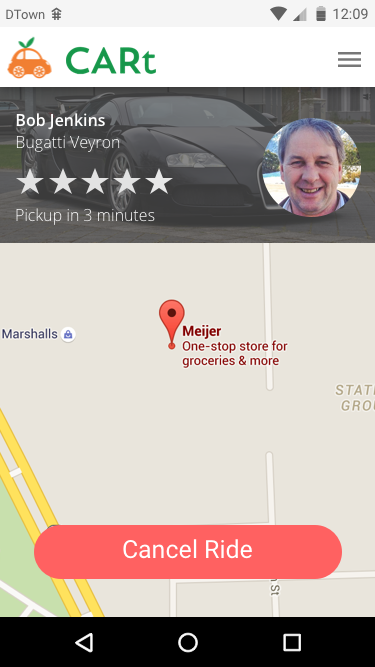 DTown 12:09
CARt
Bob Jenkins
Bugatti Veyron
Pickup in 3 minutes
Meijer
Marshalls
One-stop store for
groceries & more
STAT
GRO
Cancel Ride
St